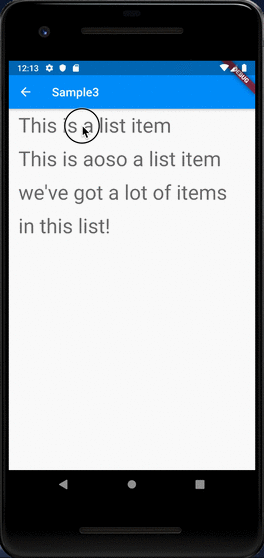 12:13
DEBUG
Sample3
This is a list item
This is aoso a list item
we've got a lot of items
in this list!